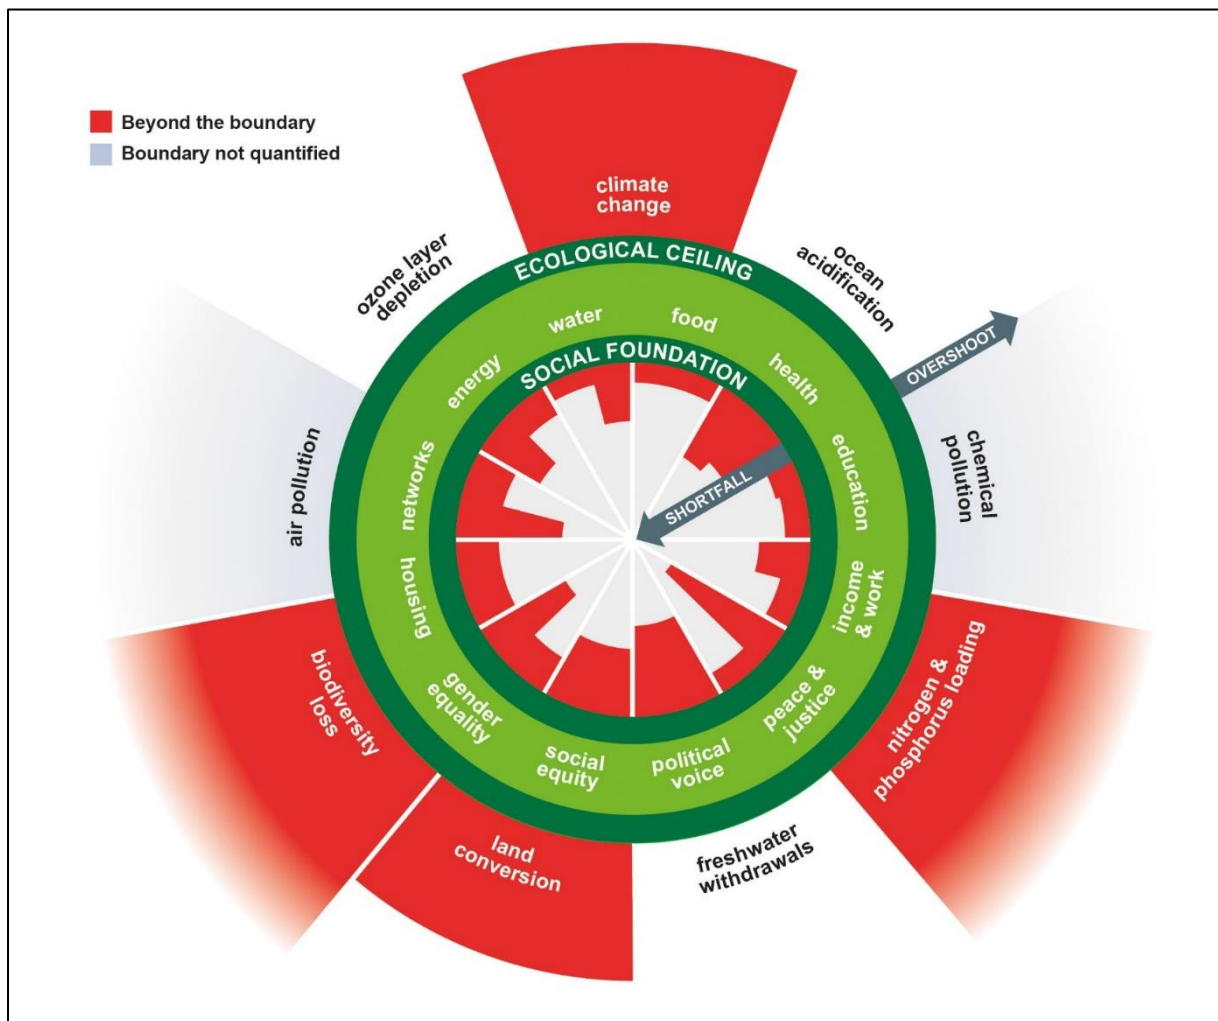 Beyond the boundary
Boundary not quantified
climate
change
ozone layer
depletion
ocean
acidification
ECOLOGICAL CEILING
OVERSHOOT
water
food
energy
health
SOCIAL FOUNDATION
networks
education
SHORTFALL
air pollution
chemical
pollution
housing
income
& work
biodiversity
loss
gender
equality
social
equity
political
voice
peace &
justice
nitrogen &
phosphorus loading
land
conversion
freshwater
withdrawals